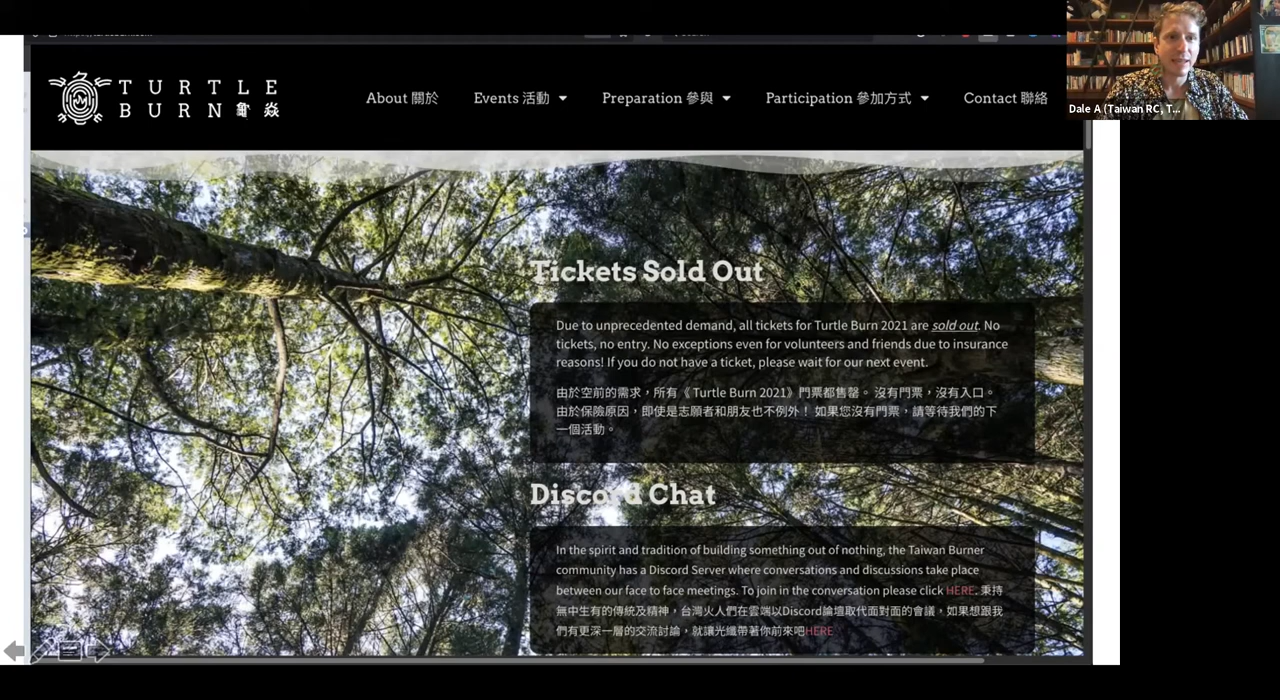 TURTLE
BURN
About 關於
Events 活動
Preparation 參與
Participation 參加方式
Contact 聯絡
Dale A (Taiwan RC, T...
Tickets Sold Out
Due to unprecedented demand, all tickets for Turtle Burn 2021 are sold out. No
tickets, no entry. No exceptions even for volunteers and friends due to insurance
reasons! If you do not have a ticket, please wait for our next event.
由於空前的需求，所有《 Turtle Burn 2021》門票都售罄。 沒有門票，沒有入口。
由於保險原因，即使是志願者和朋友也不例外！ 如果您沒有門票，請等待我們的下
一個活動。
Discord Chat
In the spirit and tradition of building something out of nothing, the Taiwan Burner
community has a Discord Server where conversations and discussions take place
between our face to face meetings. To join in the conversation please click HERE. 秉持
無中生有的傳統及精神，台灣火人們在雲端以Discord論壇取代面對面的會議，如果想跟我
們有更深一層的交流討論，就讓光纖帶著你前來吧HERE